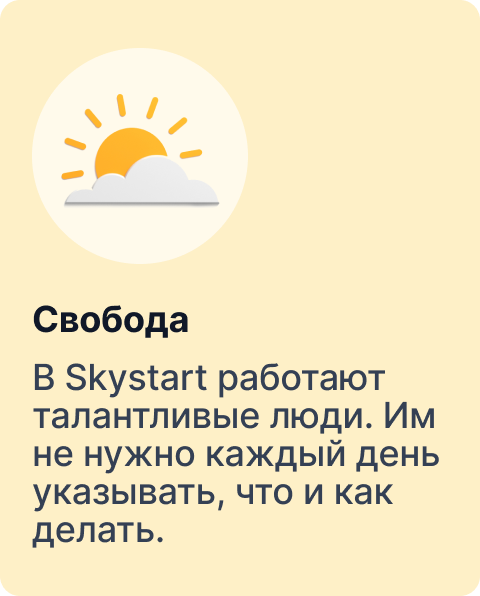 Свобода
В Skystart работают
талантливые люди. Им
не нужно каждый день
указывать, что и как
делать.